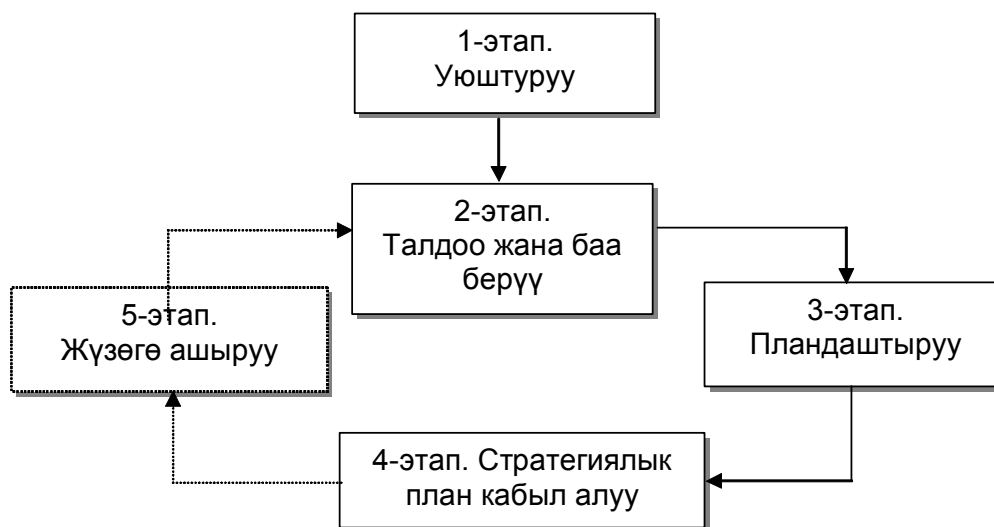 1-этап.
Уюштуруу
2-этап.
Талдоо жана баа
берүү
3-этап.
Пландаштыруу
4-этап. Стратегиялык
план кабыл алуу
5-этап.
Жүзөгө ашыруу